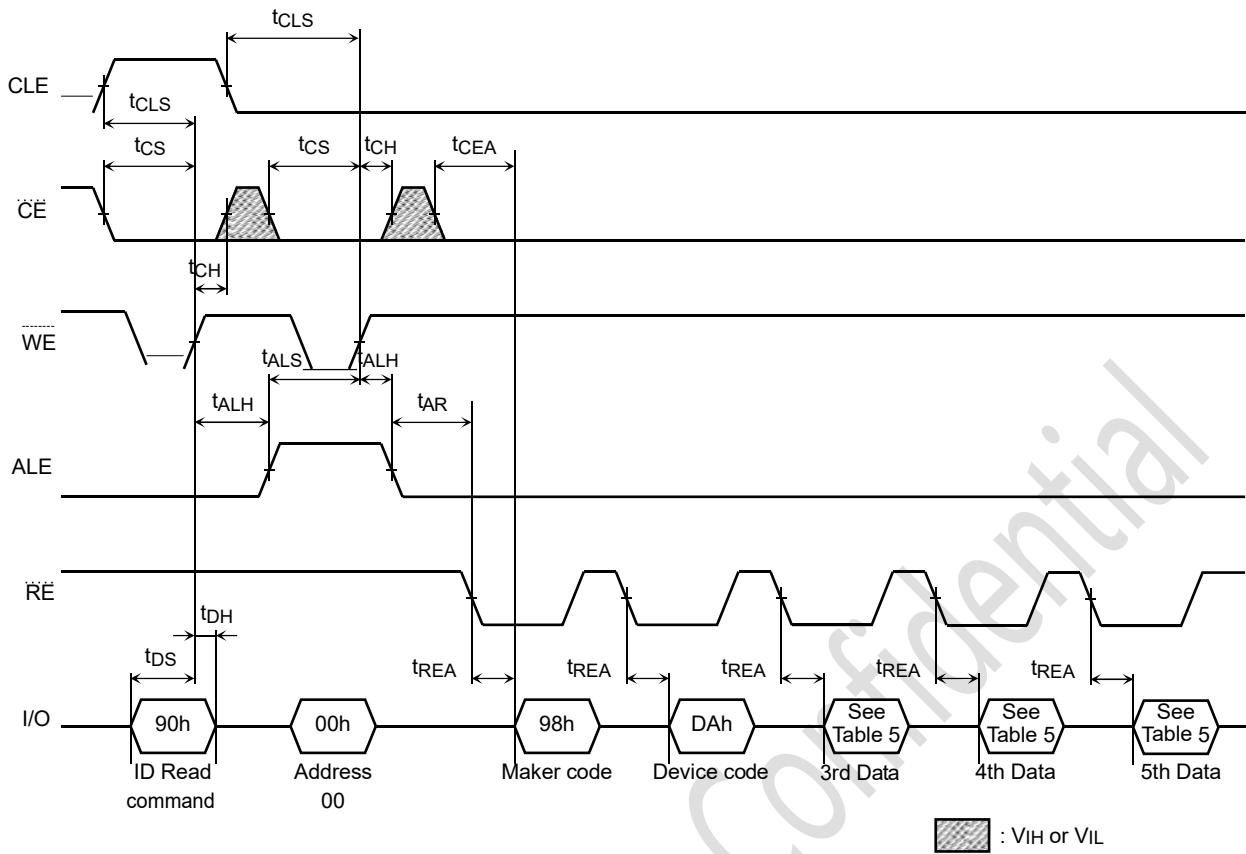 tCLS
CLE
tCLS
tCS tCS tCH tCEA
CE
tCH
WE
tALS tALH
tALH tAR
ALE
RE
tDH
tDS tREA tREA tREA tREA tREA
I/O 90h 00h 98h DAh See Table 5 See Table 5 See Table 5
ID Read command Address 00 Maker code Device code 3rd Data 4th Data 5th Data
: VIH or VIL
Confidential